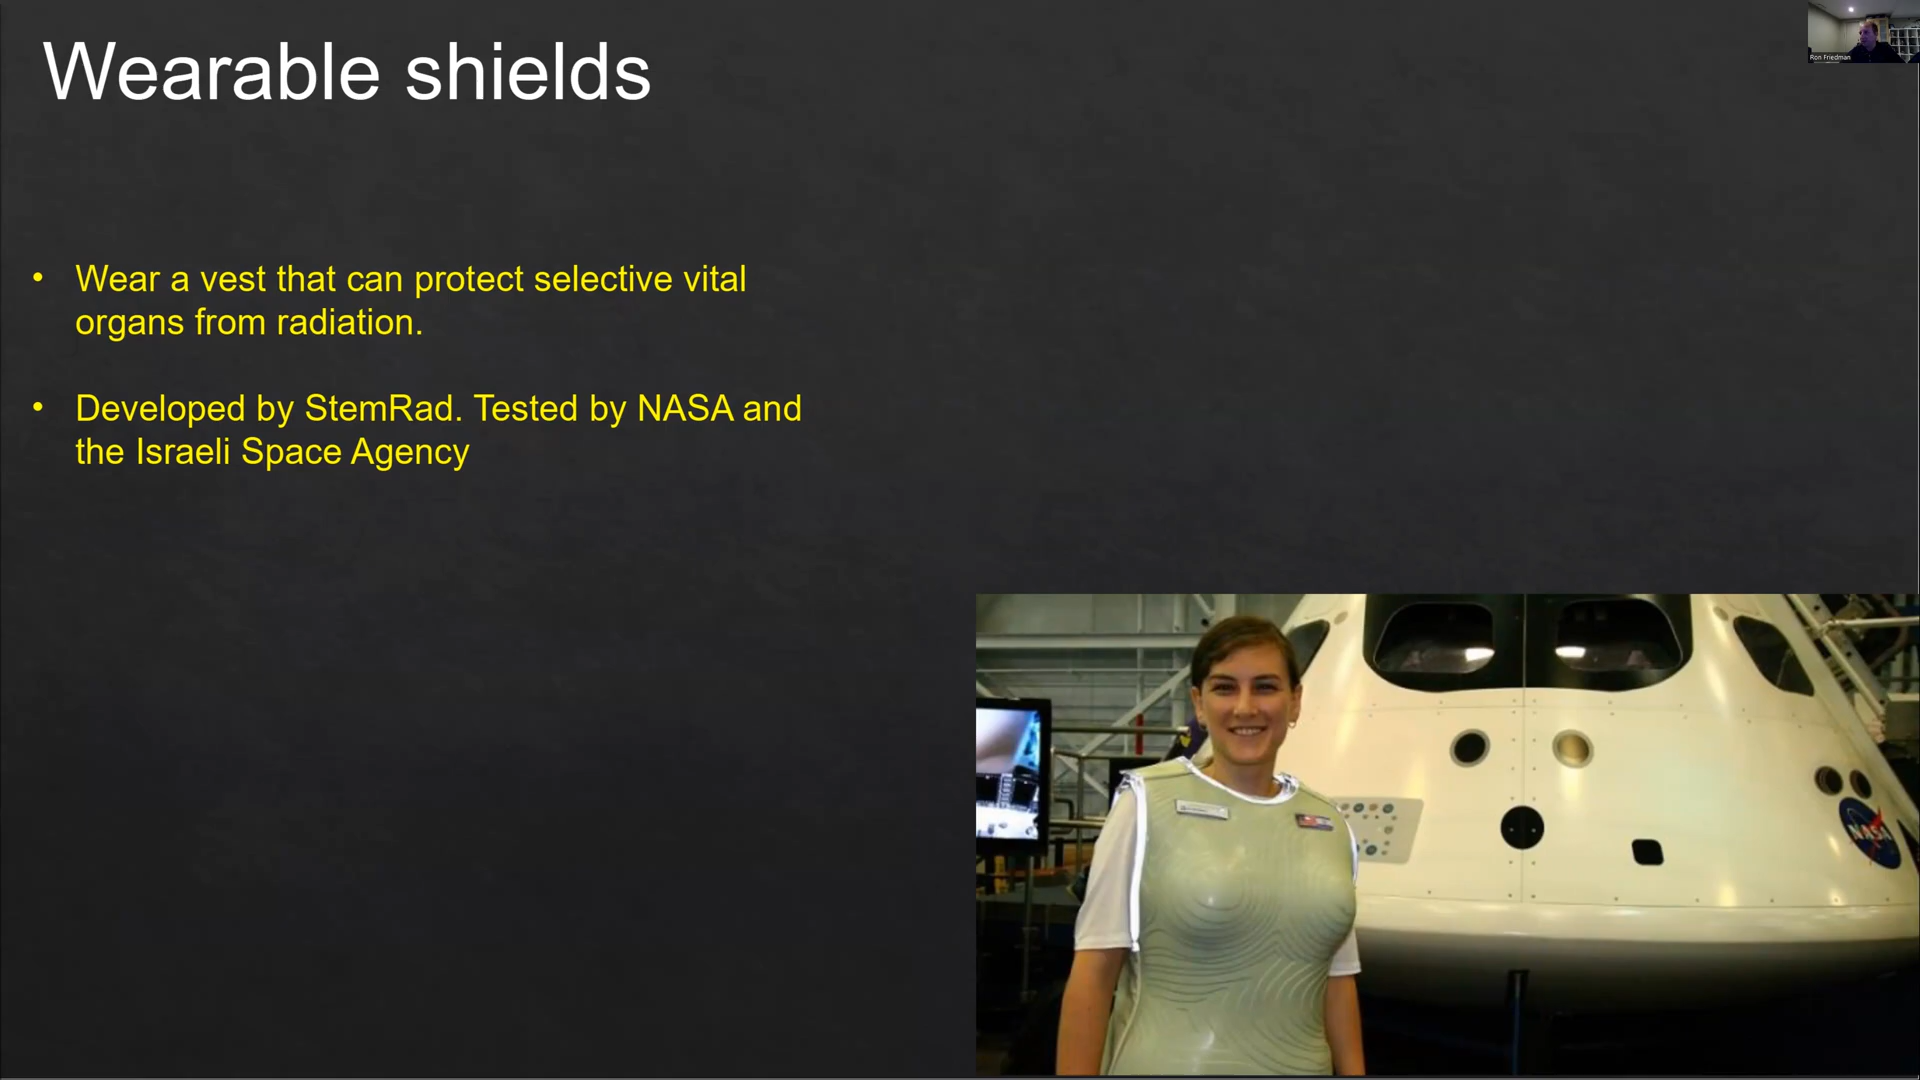 Wearable shields
Ron Friedman
• Wear a vest that can protect selective vital
organs from radiation.
• Developed by StemRad. Tested by NASA and
the Israeli Space Agency
NASA